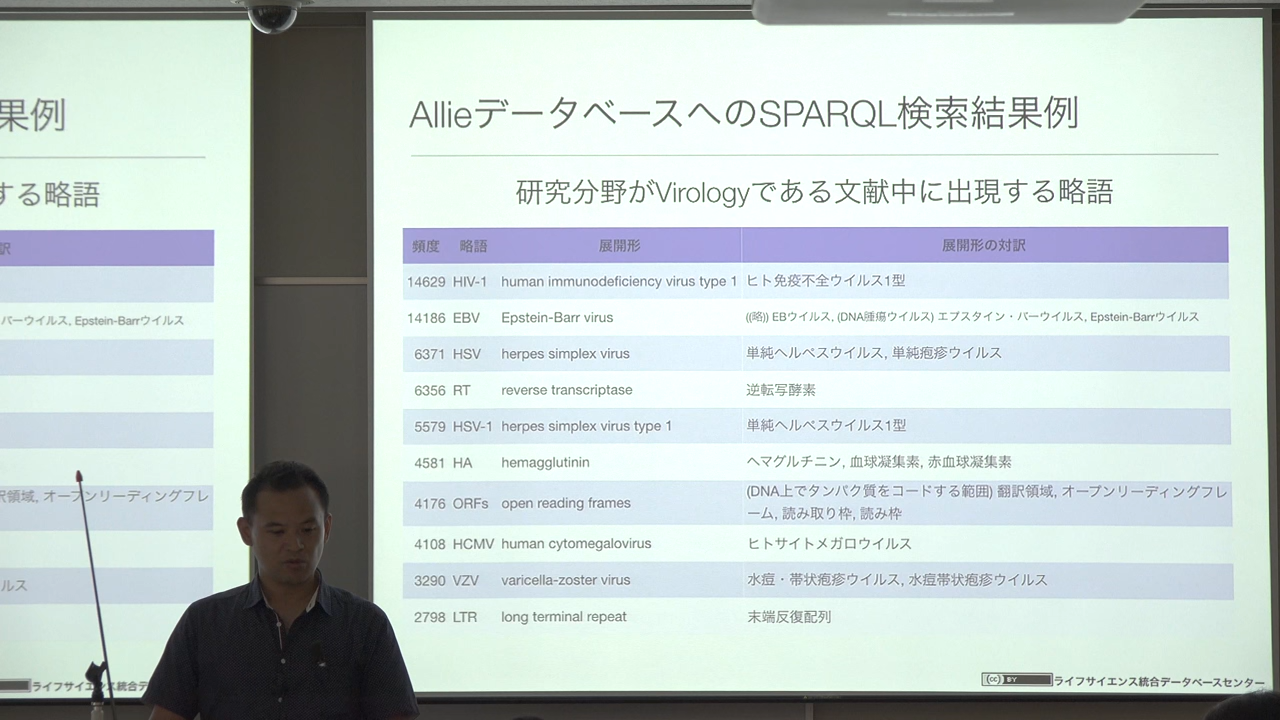 果例
する略語
訳
バーウイルス, Epstein-Barrウイルス
訳領域, オープンリーディングフレ
ルス
ライフサイエンス統合デ
AllieデータベースへのSPARQL検索結果例
研究分野がVirologyである文献中に出現する略語
頻度 略語 展開形 展開形の対訳
14629 HIV-1 human immunodeficiency virus type 1 ヒト免疫不全ウイルス1型
14186 EBV Epstein-Barr virus ((略)) EBウイルス, (DNA腫瘍ウイルス) エプスタイン・バーウイルス, Epstein-Barrウイルス
6371 HSV herpes simplex virus 単純ヘルペスウイルス, 単純疱疹ウイルス
6356 RT reverse transcriptase 逆転写酵素
5579 HSV-1 herpes simplex virus type 1 単純ヘルペスウイルス1型
4581 HA hemagglutinin ヘマグルチニン, 血球凝集素, 赤血球凝集素
4176 ORFs open reading frames (DNA上でタンパク質をコードする範囲) 翻訳領域, オープンリーディングフレ
ーム, 読み取り枠, 読み枠
4108 HCMV human cytomegalovirus ヒトサイトメガロウイルス
3290 VZV varicella-zoster virus 水痘・帯状疱疹ウイルス, 水痘帯状疱疹ウイルス
2798 LTR long terminal repeat 末端反復配列
cc BY ライフサイエンス統合データベースセンター